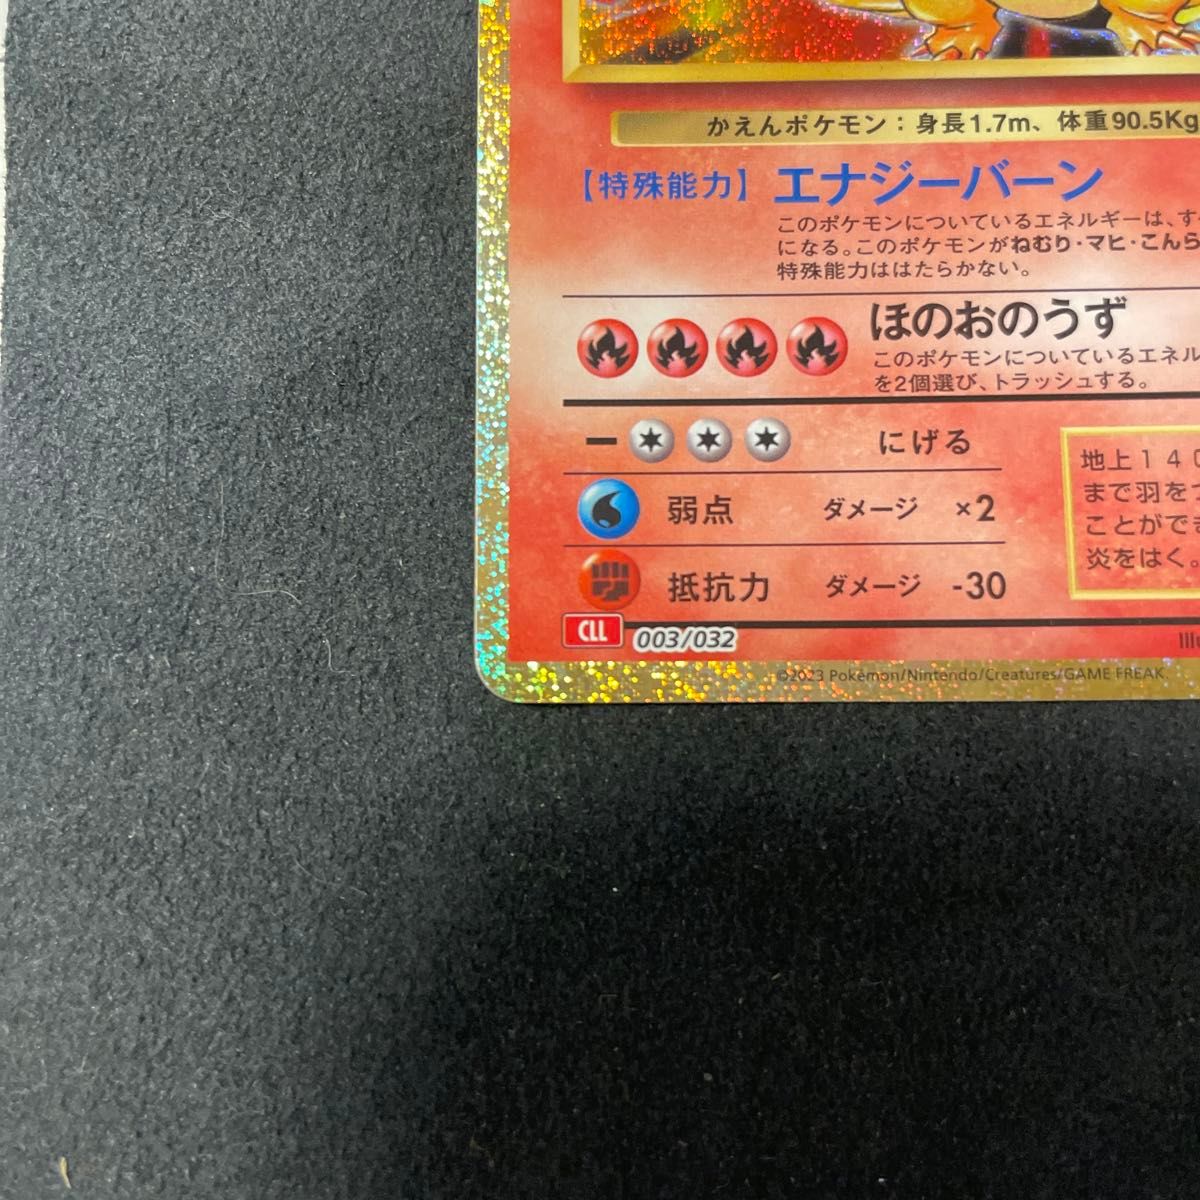 かえんポケモン：身長1.7m、体重90.5Kg
【特殊能力】エナジーバーン
このポケモンについているエネルギーは、す
になる。このポケモンがねむり・マヒ・こんら
特殊能力ははたらかない。
ほのおのうず
このポケモンについているエネル
を2個選び、トラッシュする。
ー にげる
弱点 ダメージ ×2
抵抗力 ダメージ -30
地上１４０
まで羽を
ことがで
炎をはく。
CLL 003/032
©2023 Pokémon/Nintendo/Creatures/GAME FREAK.